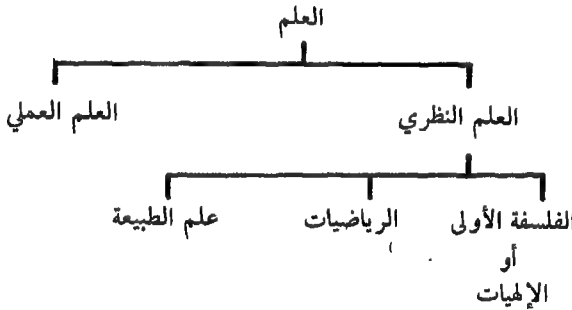 العلم
العلم النظري
العلم العملي
الفلسفة الأولى
أو
الإلهيات
الرياضيات
علم الطبيعة